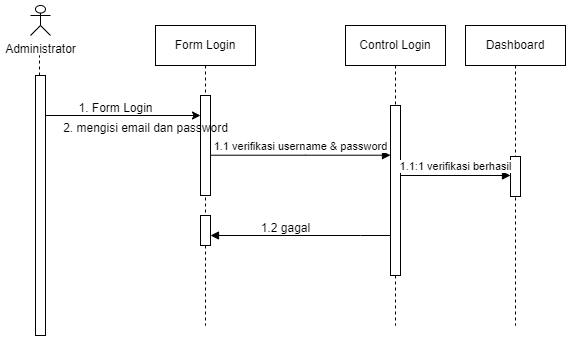 Administrator
Form Login
Control Login
Dashboard
1. Form Login
2. mengisi email dan password
1.1 verifikasi username & password
1.1:1 verifikasi berhasil
1.2 gagal